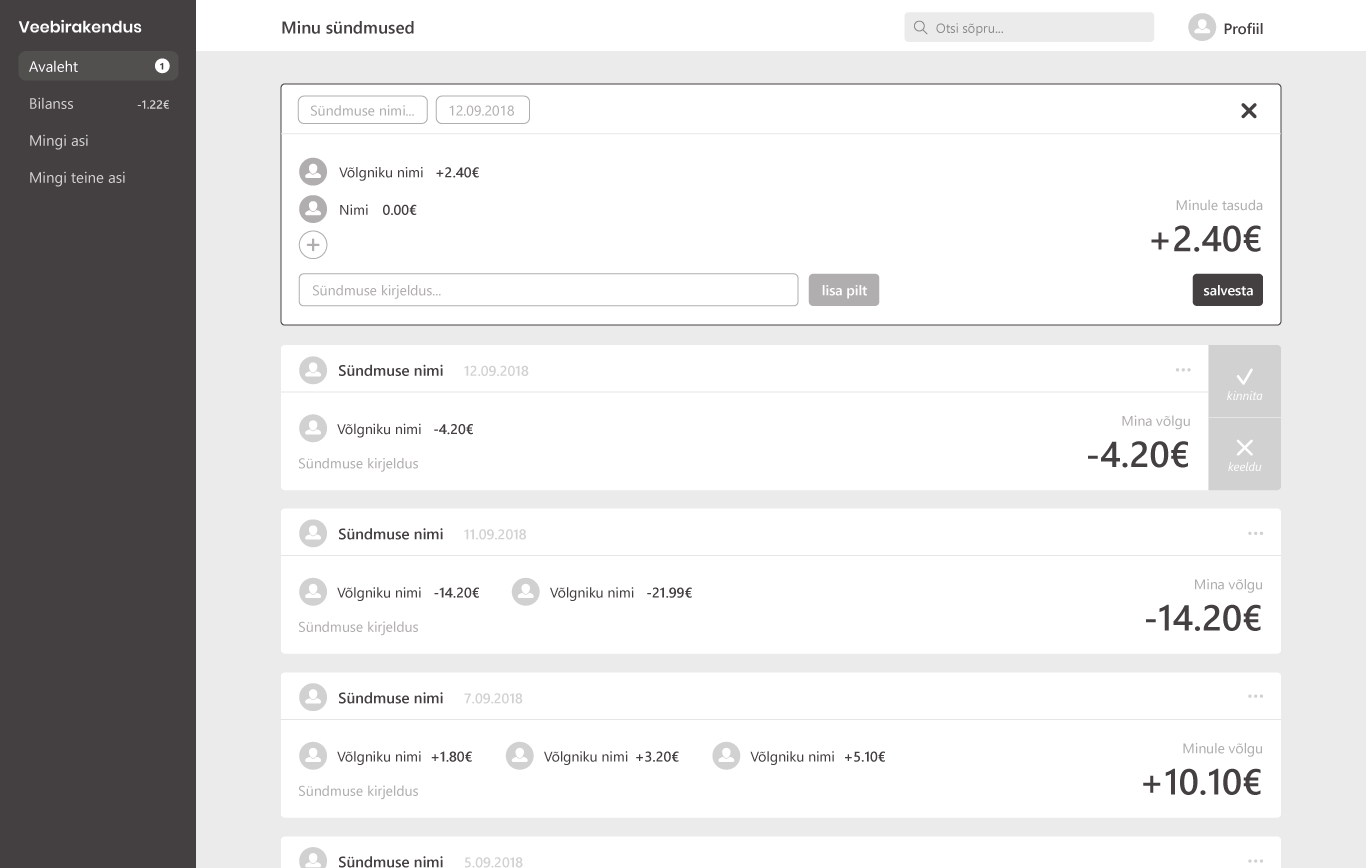 Veebirakendus
Avaleht 1
Bilanss -1.22€
Mingi asi
Mingi teine asi
Minu sündmused
Otsi sõpru...
Profiil
Sündmuse nimi... 12.09.2018
Võlgniku nimi +2.40€
Nimi 0.00€
Minule tasuda
+2.40€
Sündmuse kirjeldus... lisa pilt salvesta
Sündmuse nimi 12.09.2018
Võlgniku nimi -4.20€
Sündmuse kirjeldus
Mina võlgu
-4.20€
kinnita
keeldu
Sündmuse nimi 11.09.2018
Võlgniku nimi -14.20€ Võlgniku nimi -21.99€
Sündmuse kirjeldus
Mina võlgu
-14.20€
Sündmuse nimi 7.09.2018
Võlgniku nimi +1.80€ Võlgniku nimi +3.20€ Võlgniku nimi +5.10€
Sündmuse kirjeldus
Minule võlgu
+10.10€
Sündmuse nimi 5.09.2018